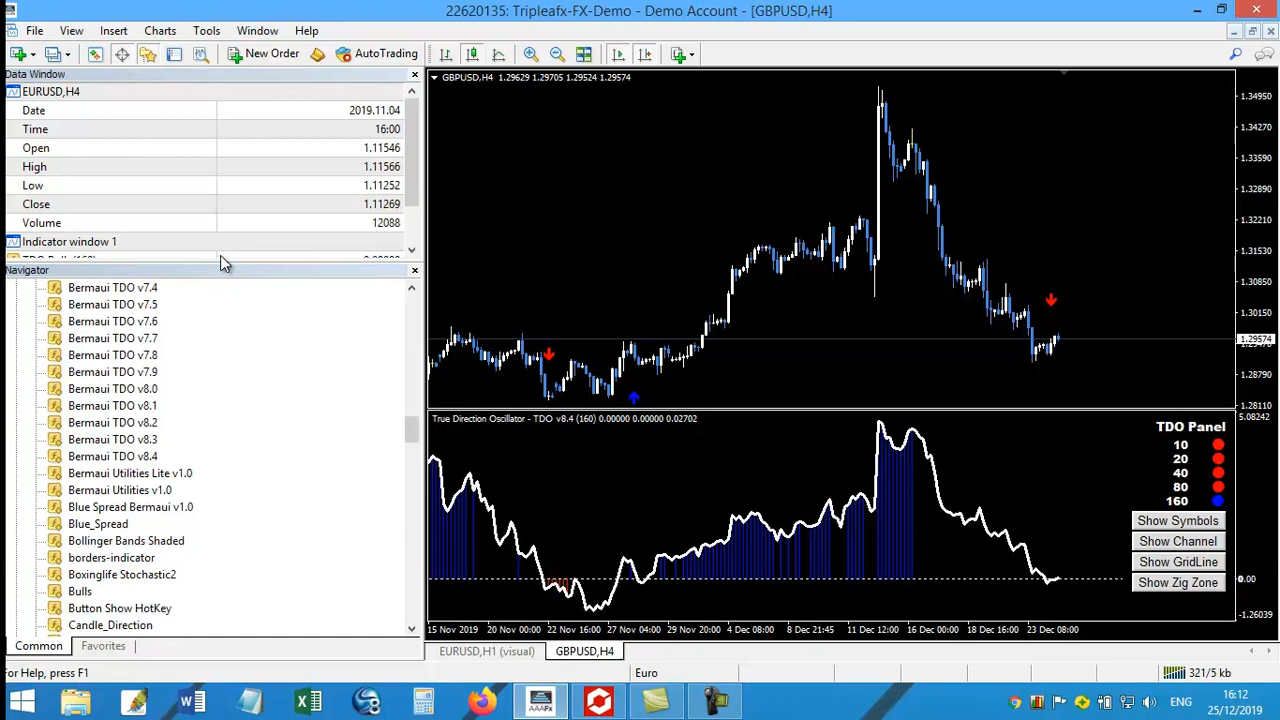 22620135: Tripleafx-FX-Demo - Demo Account - [GBPUSD,H4]
File View Insert Charts Tools Window Help
New Order AutoTrading
Data Window
EURUSD,H4
Date 2019.11.04
Time 16:00
Open 1.11546
High 1.11566
Low 1.11252
Close 1.11269
Volume 12088
Indicator window 1
Navigator
Bermaui TDO v7.4
Bermaui TDO v7.5
Bermaui TDO v7.6
Bermaui TDO v7.7
Bermaui TDO v7.8
Bermaui TDO v7.9
Bermaui TDO v8.0
Bermaui TDO v8.1
Bermaui TDO v8.2
Bermaui TDO v8.3
Bermaui TDO v8.4
Bermaui Utilities Lite v1.0
Bermaui Utilities v1.0
Blue Spread Bermaui v1.0
Blue_Spread
Bollinger Bands Shaded
borders-indicator
Boxinglife Stochastic2
Bulls
Button Show HotKey
Candle_Direction
Common Favorites
GBPUSD,H4 1.29629 1.29705 1.29524 1.29574
1.34950
1.34270
1.33590
1.32890
1.32210
1.31530
1.30850
1.30150
1.29574
1.28790
1.28110
True Direction Oscillator - TDO v8.4 (160) 0.00000 0.00000 0.02702
5.08242
TDO Panel
10
20
40
80
160
Show Symbols
Show Channel
Show GridLine
Show Zig Zone
0.00
-1.26039
15 Nov 2019 20 Nov 00:00 22 Nov 16:00 27 Nov 04:00 29 Nov 20:00 4 Dec 08:00 8 Dec 21:45 11 Dec 12:00 16 Dec 00:00 18 Dec 16:00 23 Dec 08:00
EURUSD,H1 (visual) GBPUSD,H4
For Help, press F1 Euro 321/5 kb
AAAFx
ENG
16:12
25/12/2019